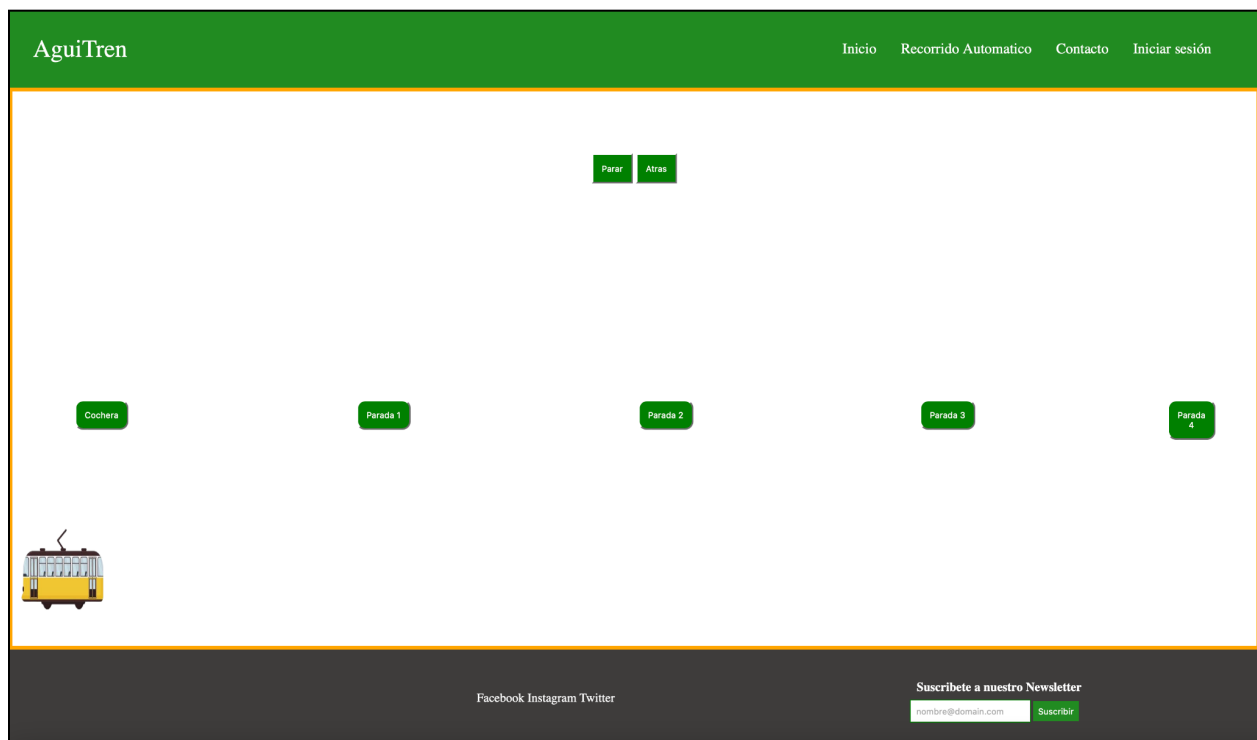 AguiTren
Inicio Recorrido Automatico Contacto Iniciar sesión
Parar Atras
Cochera Parada 1 Parada 2 Parada 3 Parada
4
Facebook Instagram Twitter
Suscribete a nuestro Newsletter
nombre@domain.com Suscribir